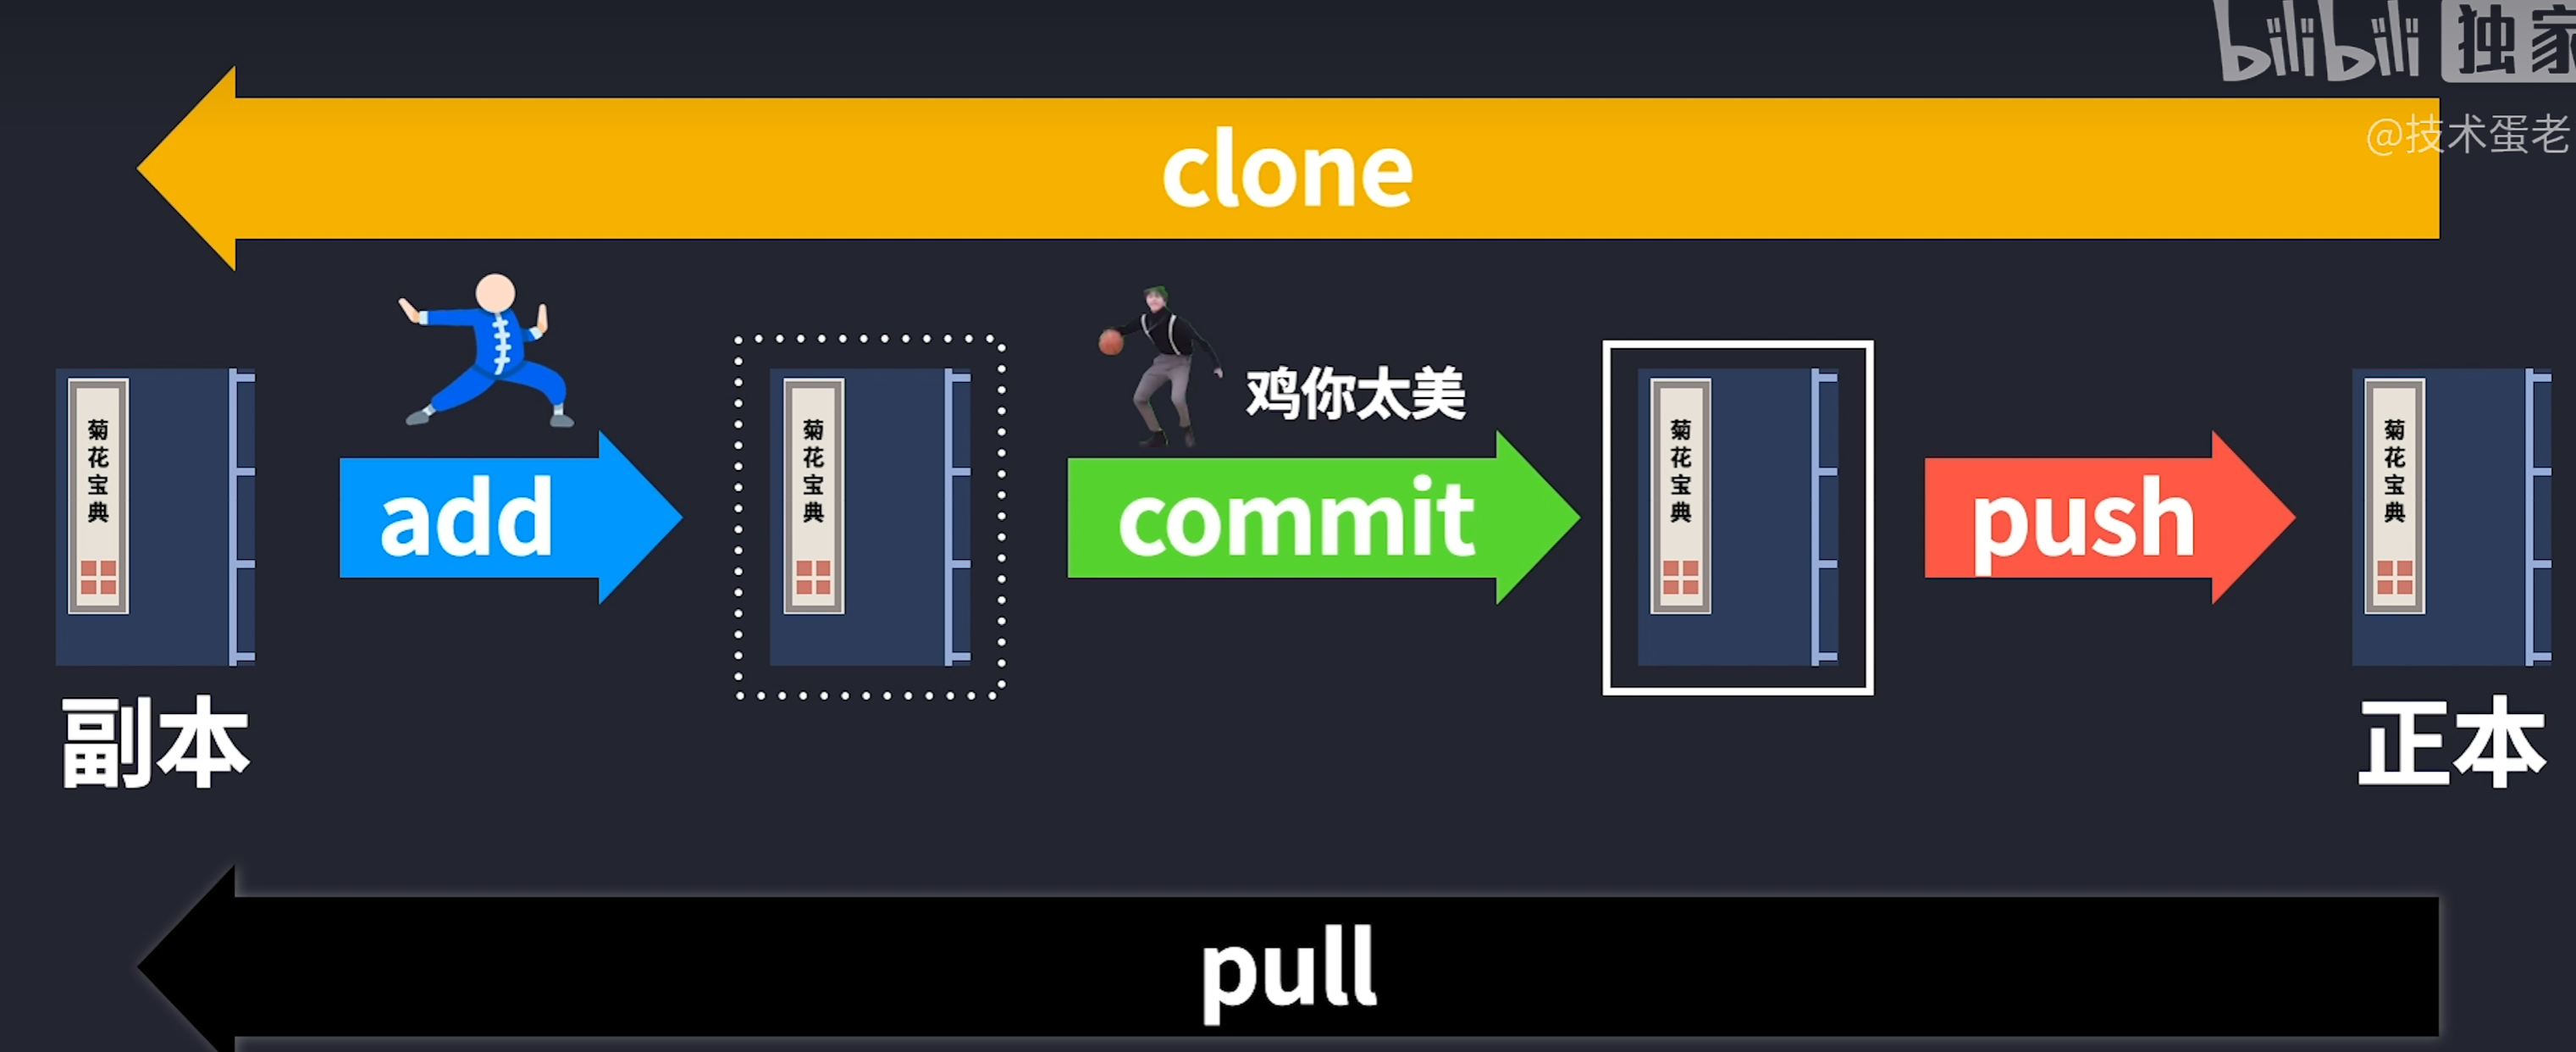 bilibili 独家
@技术蛋老
clone
鸡你太美
菊花宝典
add
菊花宝典
commit
菊花宝典
push
菊花宝典
副本
正本
pull